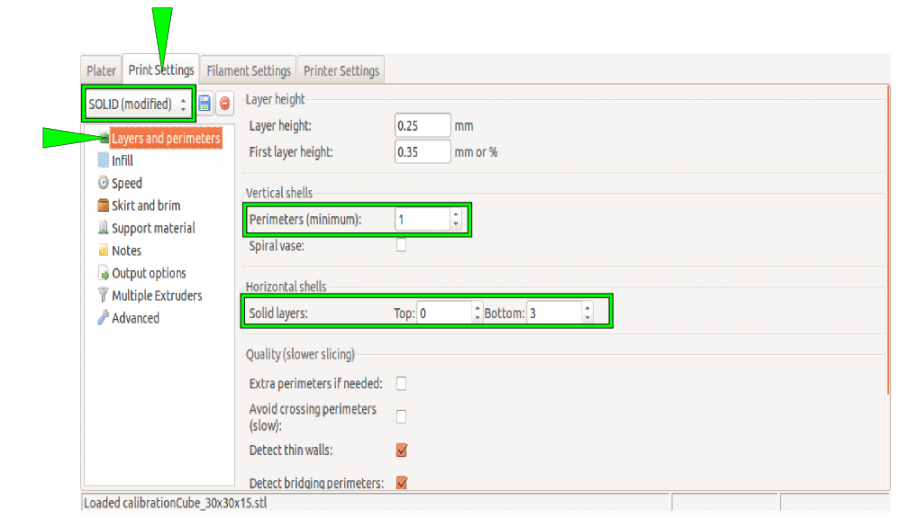 Plater Print Settings Filament Settings Printer Settings
SOLID (modified)
Layers and perimeters
Infill
Speed
Skirt and brim
Support material
Notes
Output options
Multiple Extruders
Advanced
Layer height
Layer height: 0.25 mm
First layer height: 0.35 mm or %
Vertical shells
Perimeters (minimum): 1
Spiral vase:
Horizontal shells
Solid layers: Top: 0 Bottom: 3
Quality (slower slicing)
Extra perimeters if needed:
Avoid crossing perimeters
(slow):
Detect thin walls:
Detect bridging perimeters:
Loaded calibrationCube_30x30x15.stl